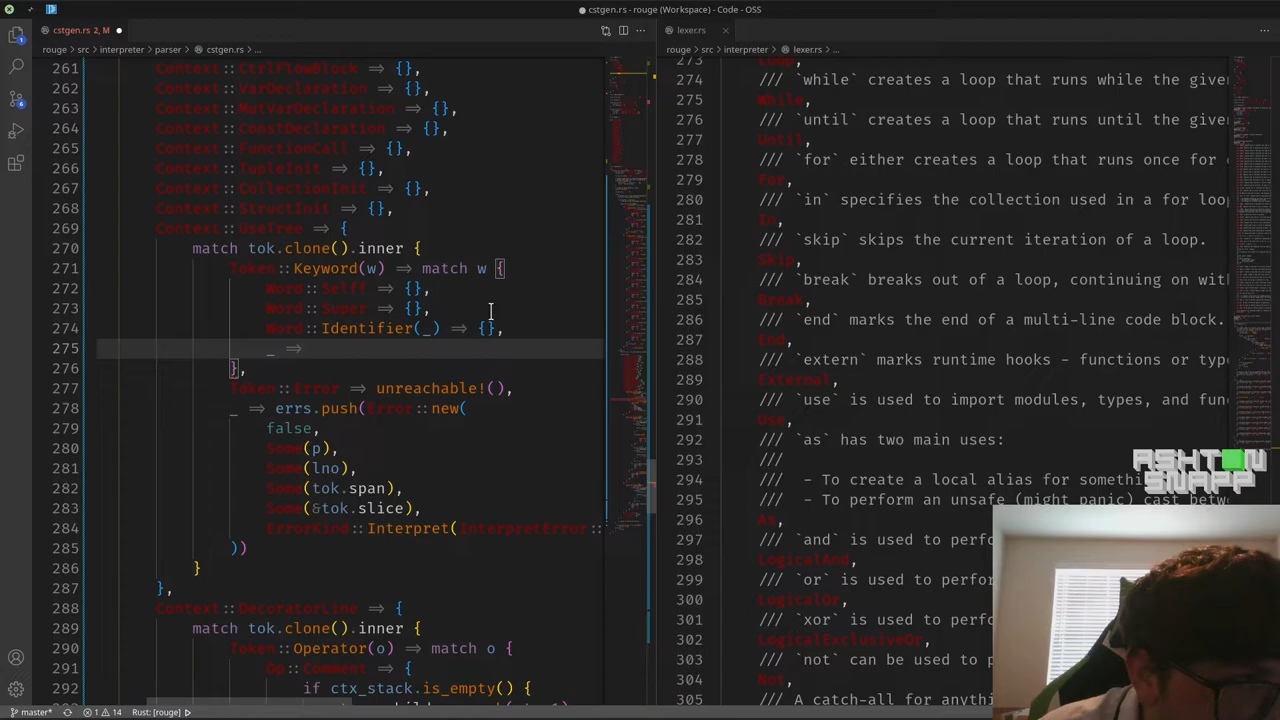 cstgen.rs - rouge (Workspace) - Code - OSS
cstgen.rs 2, M
rouge > src > interpreter > parser > cstgen.rs > ...
261 Context::CtrlFlowBlock => {},
262 Context::VarDeclaration => {},
263 Context::MutVarDeclaration => {},
264 Context::ConstDeclaration => {},
265 Context::FunctionCall => {},
266 Context::TupleInit => {},
267 Context::CollectionInit => {},
268 Context::StructInit => {},
269 Context::UseTree => {
270 match tok.clone().inner {
271 Token::Keyword(w) => match w {
272 Word::Selff => {},
273 Word::Super => {},
274 Word::Identifier(_) => {},
275 _ =>
276 },
277 Token::Error => unreachable!(),
278 _ => errs.push(Error::new(
279 false,
280 Some(p),
281 Some(lno),
282 Some(tok.span),
283 Some(&tok.slice),
284 ErrorKind::Interpret(InterpretError::
285 ))
286 }
287 },
288 Context::DecoratorLine => {
289 match tok.clone().inner {
290 Token::Operator(o) => match o {
291 Op::Comment => {
292 if ctx_stack.is_empty() {
lexer.rs
rouge > src > interpreter > lexer.rs > ...
273 Loop,
274 /// `while` creates a loop that runs while the give
275 While,
276 /// `until` creates a loop that runs until the give
277 Until,
278 /// `for` either creates a loop that runs once for
279 For,
280 /// `in` specifies the collection used in a for loo
281 In,
282 /// `skip` skips the current iteration of a loop.
283 Skip,
284 /// `break` breaks out of a loop, continuing on wit
285 Break,
286 /// `end` marks the end of a multi-line code block.
287 End,
288 /// `extern` marks runtime hooks - functions or type
289 External,
290 /// `use` is used to import modules, types, and fun
291 Use,
292 /// `as` has two main uses:
293 ///
294 /// - To create a local alias for somethi
295 /// - To perform an unsafe (might panic) cast betwe
296 As,
297 /// `and` is used to perfo
298 LogicalAnd,
299 /// `or` is used to perfor
300 LogicalOr,
301 /// `xor` is used to perfo
302 LogicalExclusiveOr,
303 /// `not` can be used to p
304 Not,
305 /// A catch-all for anythin
ASHTON
SNAPP
master* 1 14 Rust: [rouge]